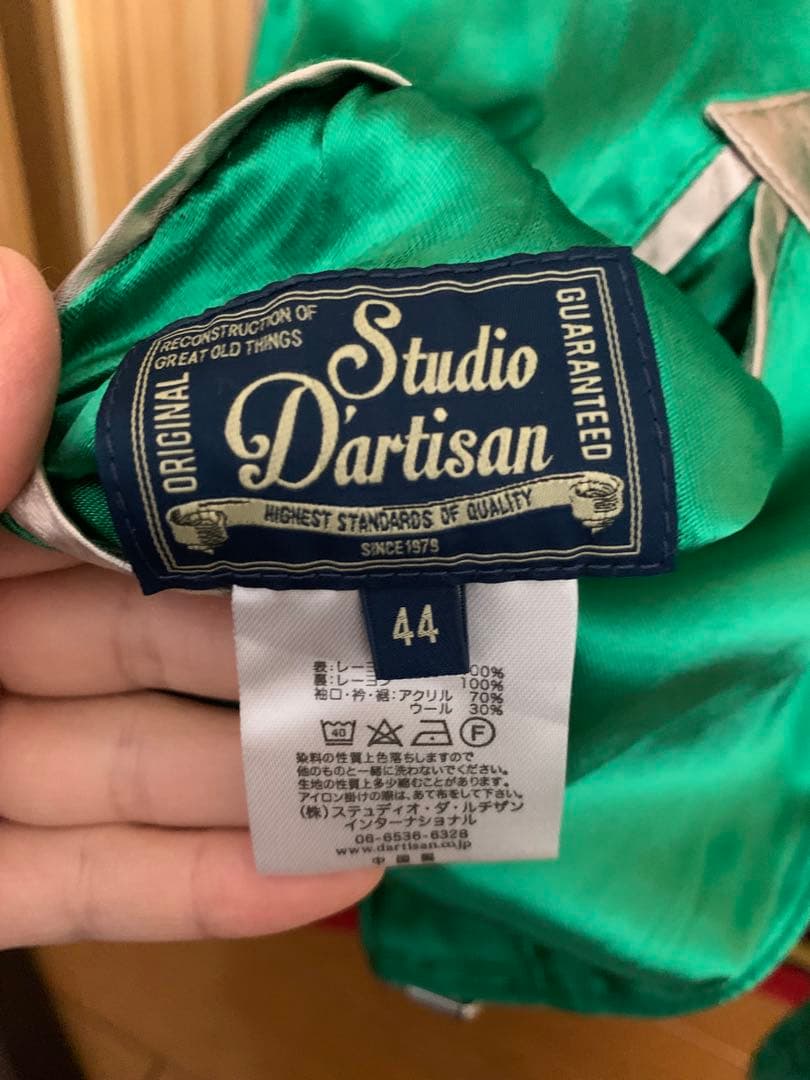 RECONSTRUCTION OF
GREAT OLD THINGS
ORIGINAL
Studio
D'artisan
GUARANTEED
HIGHEST STANDARDS OF QUALITY
SINCE 1979
44
表:レーヨ 100%
裏:レーヨン 100%
袖口・衿・裾:アクリル 70%
ウール 30%
40
F
染料の性質上色落ちしますので
他のものと一緒に洗わないでください。
生地の性質上多少縮むことがあります。
アイロン掛けの際は、あて布をして下さい。
(株)ステュディオ・ダ・ルチザン
インターナショナル
06-6536-6328
www.dartisan.co.jp
中国製